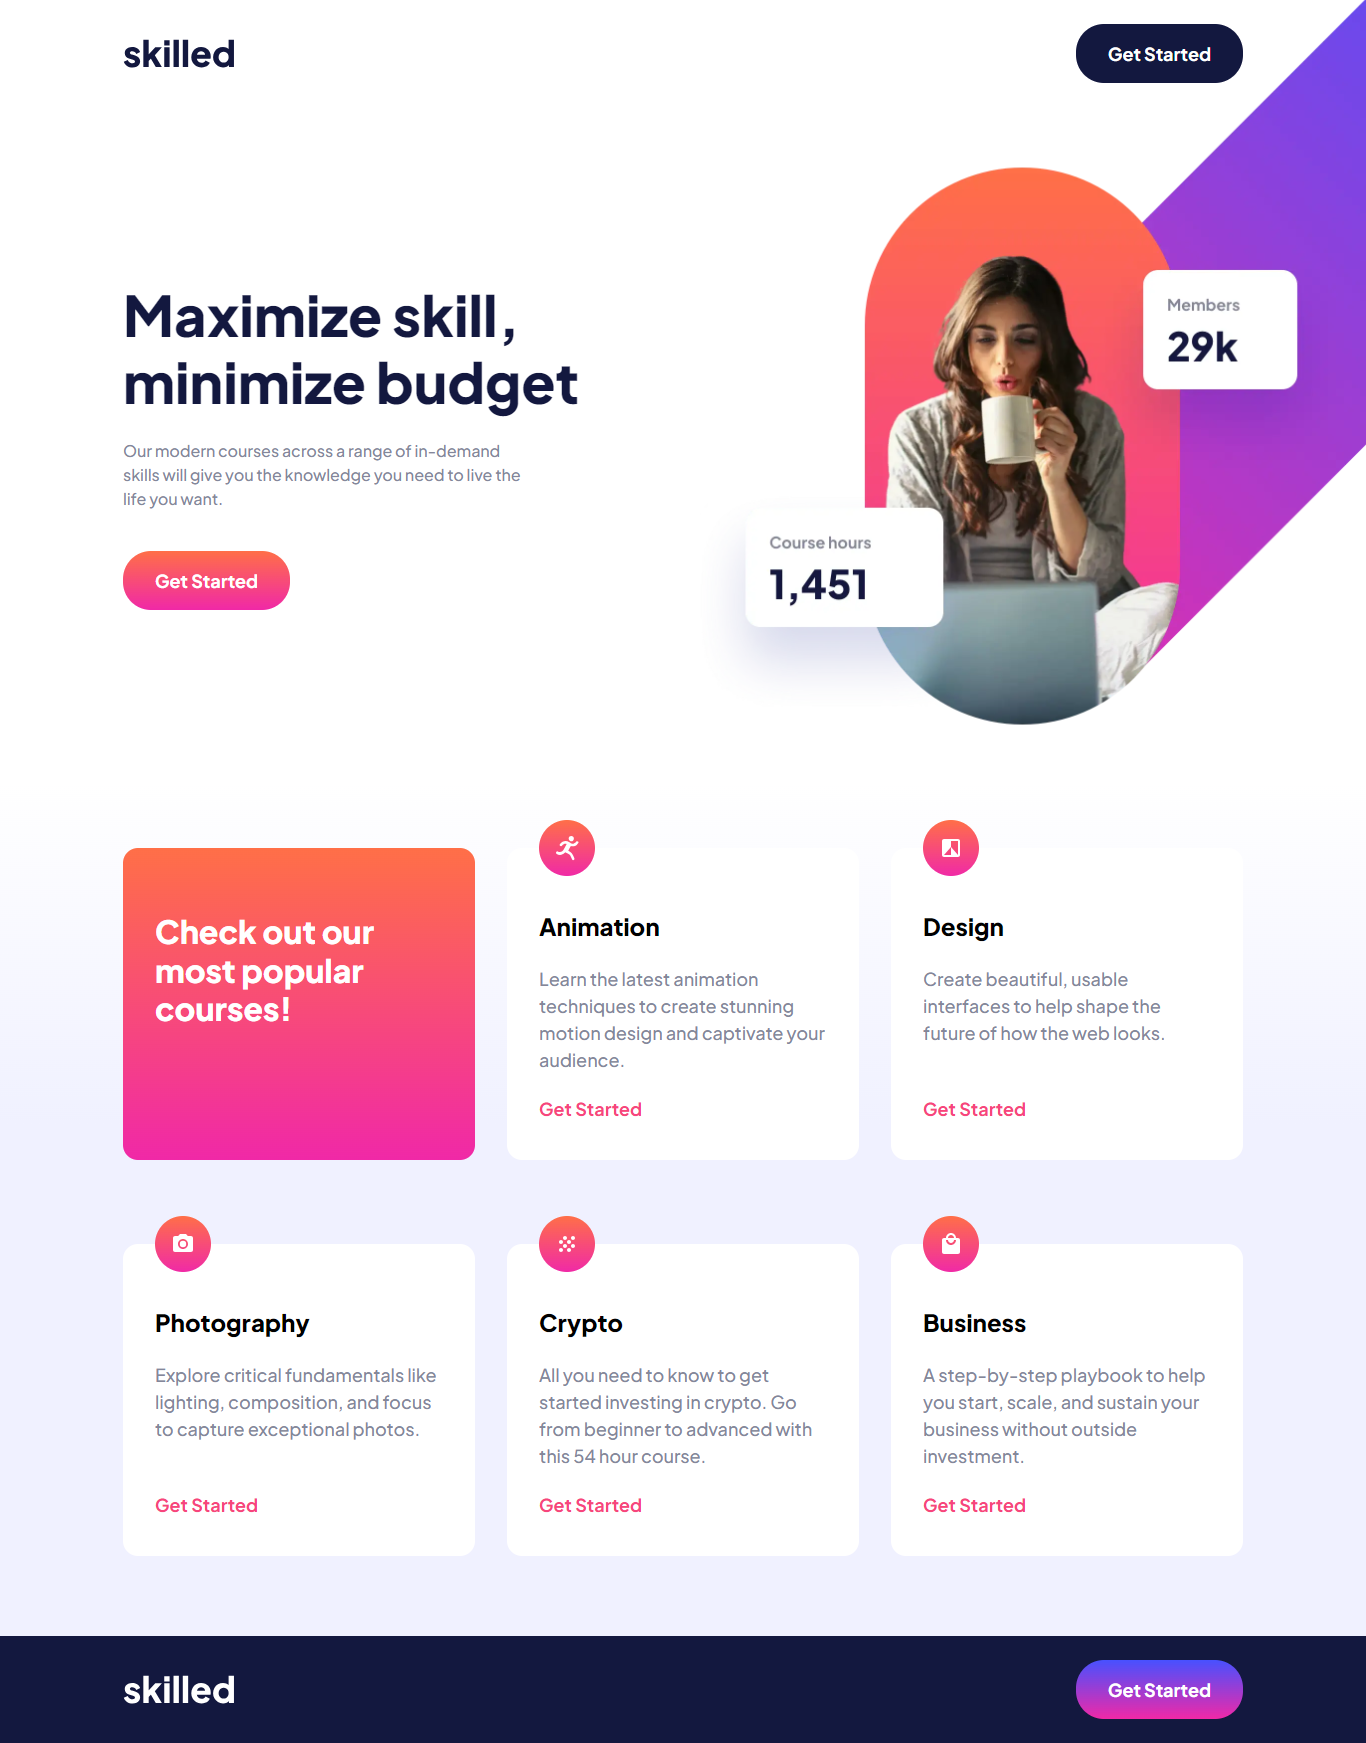 skilled
Get Started
Maximize skill,
minimize budget
Our modern courses across a range of in-demand
skills will give you the knowledge you need to live the
life you want.
Get Started
Members
29k
Course hours
1,451
Check out our
most popular
courses!
Animation
Learn the latest animation
techniques to create stunning
motion design and captivate your
audience.
Get Started
Design
Create beautiful, usable
interfaces to help shape the
future of how the web looks.
Get Started
Photography
Explore critical fundamentals like
lighting, composition, and focus
to capture exceptional photos.
Get Started
Crypto
All you need to know to get
started investing in crypto. Go
from beginner to advanced with
this 54 hour course.
Get Started
Business
A step-by-step playbook to help
you start, scale, and sustain your
business without outside
investment.
Get Started
skilled
Get Started